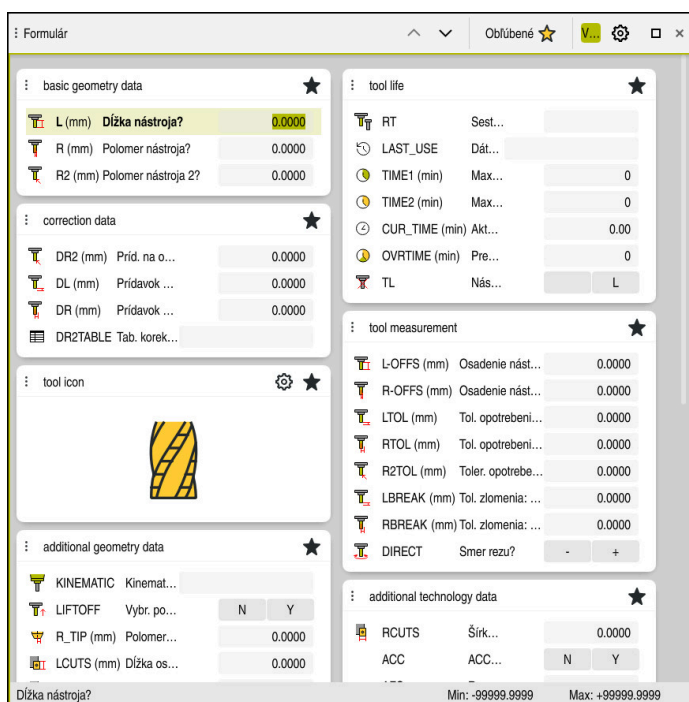 Formulár
Obľúbené
V...
basic geometry data
L (mm) Dĺžka nástroja? 0.0000
R (mm) Polomer nástroja? 0.0000
R2 (mm) Polomer nástroja 2? 0.0000
correction data
DR2 (mm) Príd. na o... 0.0000
DL (mm) Prídavok ... 0.0000
DR (mm) Prídavok ... 0.0000
DR2TABLE Tab. korek...
tool icon
additional geometry data
KINEMATIC Kinemat...
LIFTOFF Vybr. po... N Y
R_TIP (mm) Polomer... 0.0000
LCUTS (mm) Dĺžka os... 0.0000
tool life
RT Sest...
LAST_USE Dát...
TIME1 (min) Max... 0
TIME2 (min) Max... 0
CUR_TIME (min) Akt... 0.00
OVRTIME (min) Pre... 0
TL Nás... L
tool measurement
L-OFFS (mm) Osadenie nást... 0.0000
R-OFFS (mm) Osadenie nást... 0.0000
LTOL (mm) Tol. opotrebeni... 0.0000
RTOL (mm) Tol. opotrebeni... 0.0000
R2TOL (mm) Toler. opotrebe... 0.0000
LBREAK (mm) Tol. zlomenia: ... 0.0000
RBREAK (mm) Tol. zlomenia: ... 0.0000
DIRECT Smer rezu? - +
additional technology data
RCUTS Šírk... 0.0000
ACC ACC... N Y
Dĺžka nástroja? Min: -99999.9999 Max: +99999.9999